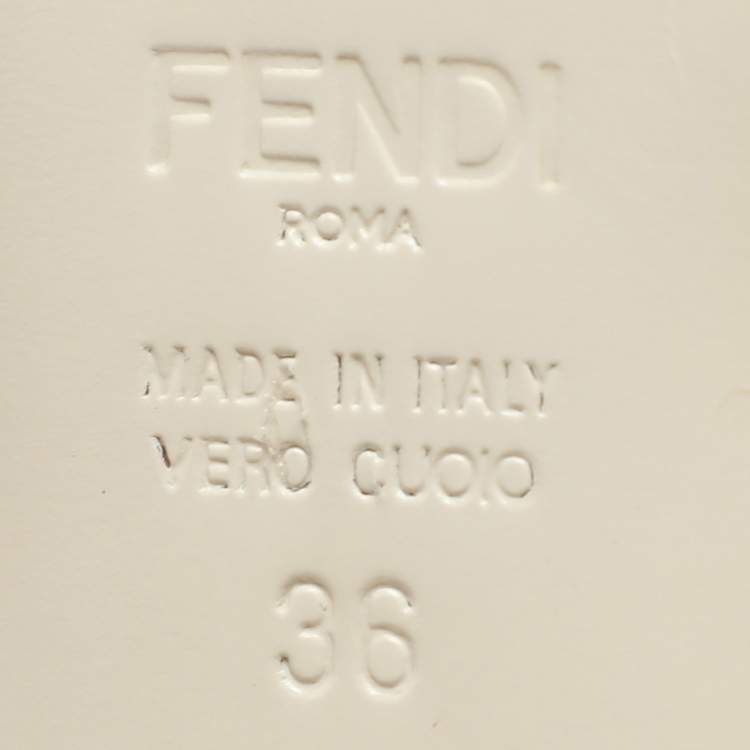 FENDI
ROMA
MADE IN ITALY
VERO CUOIO
36